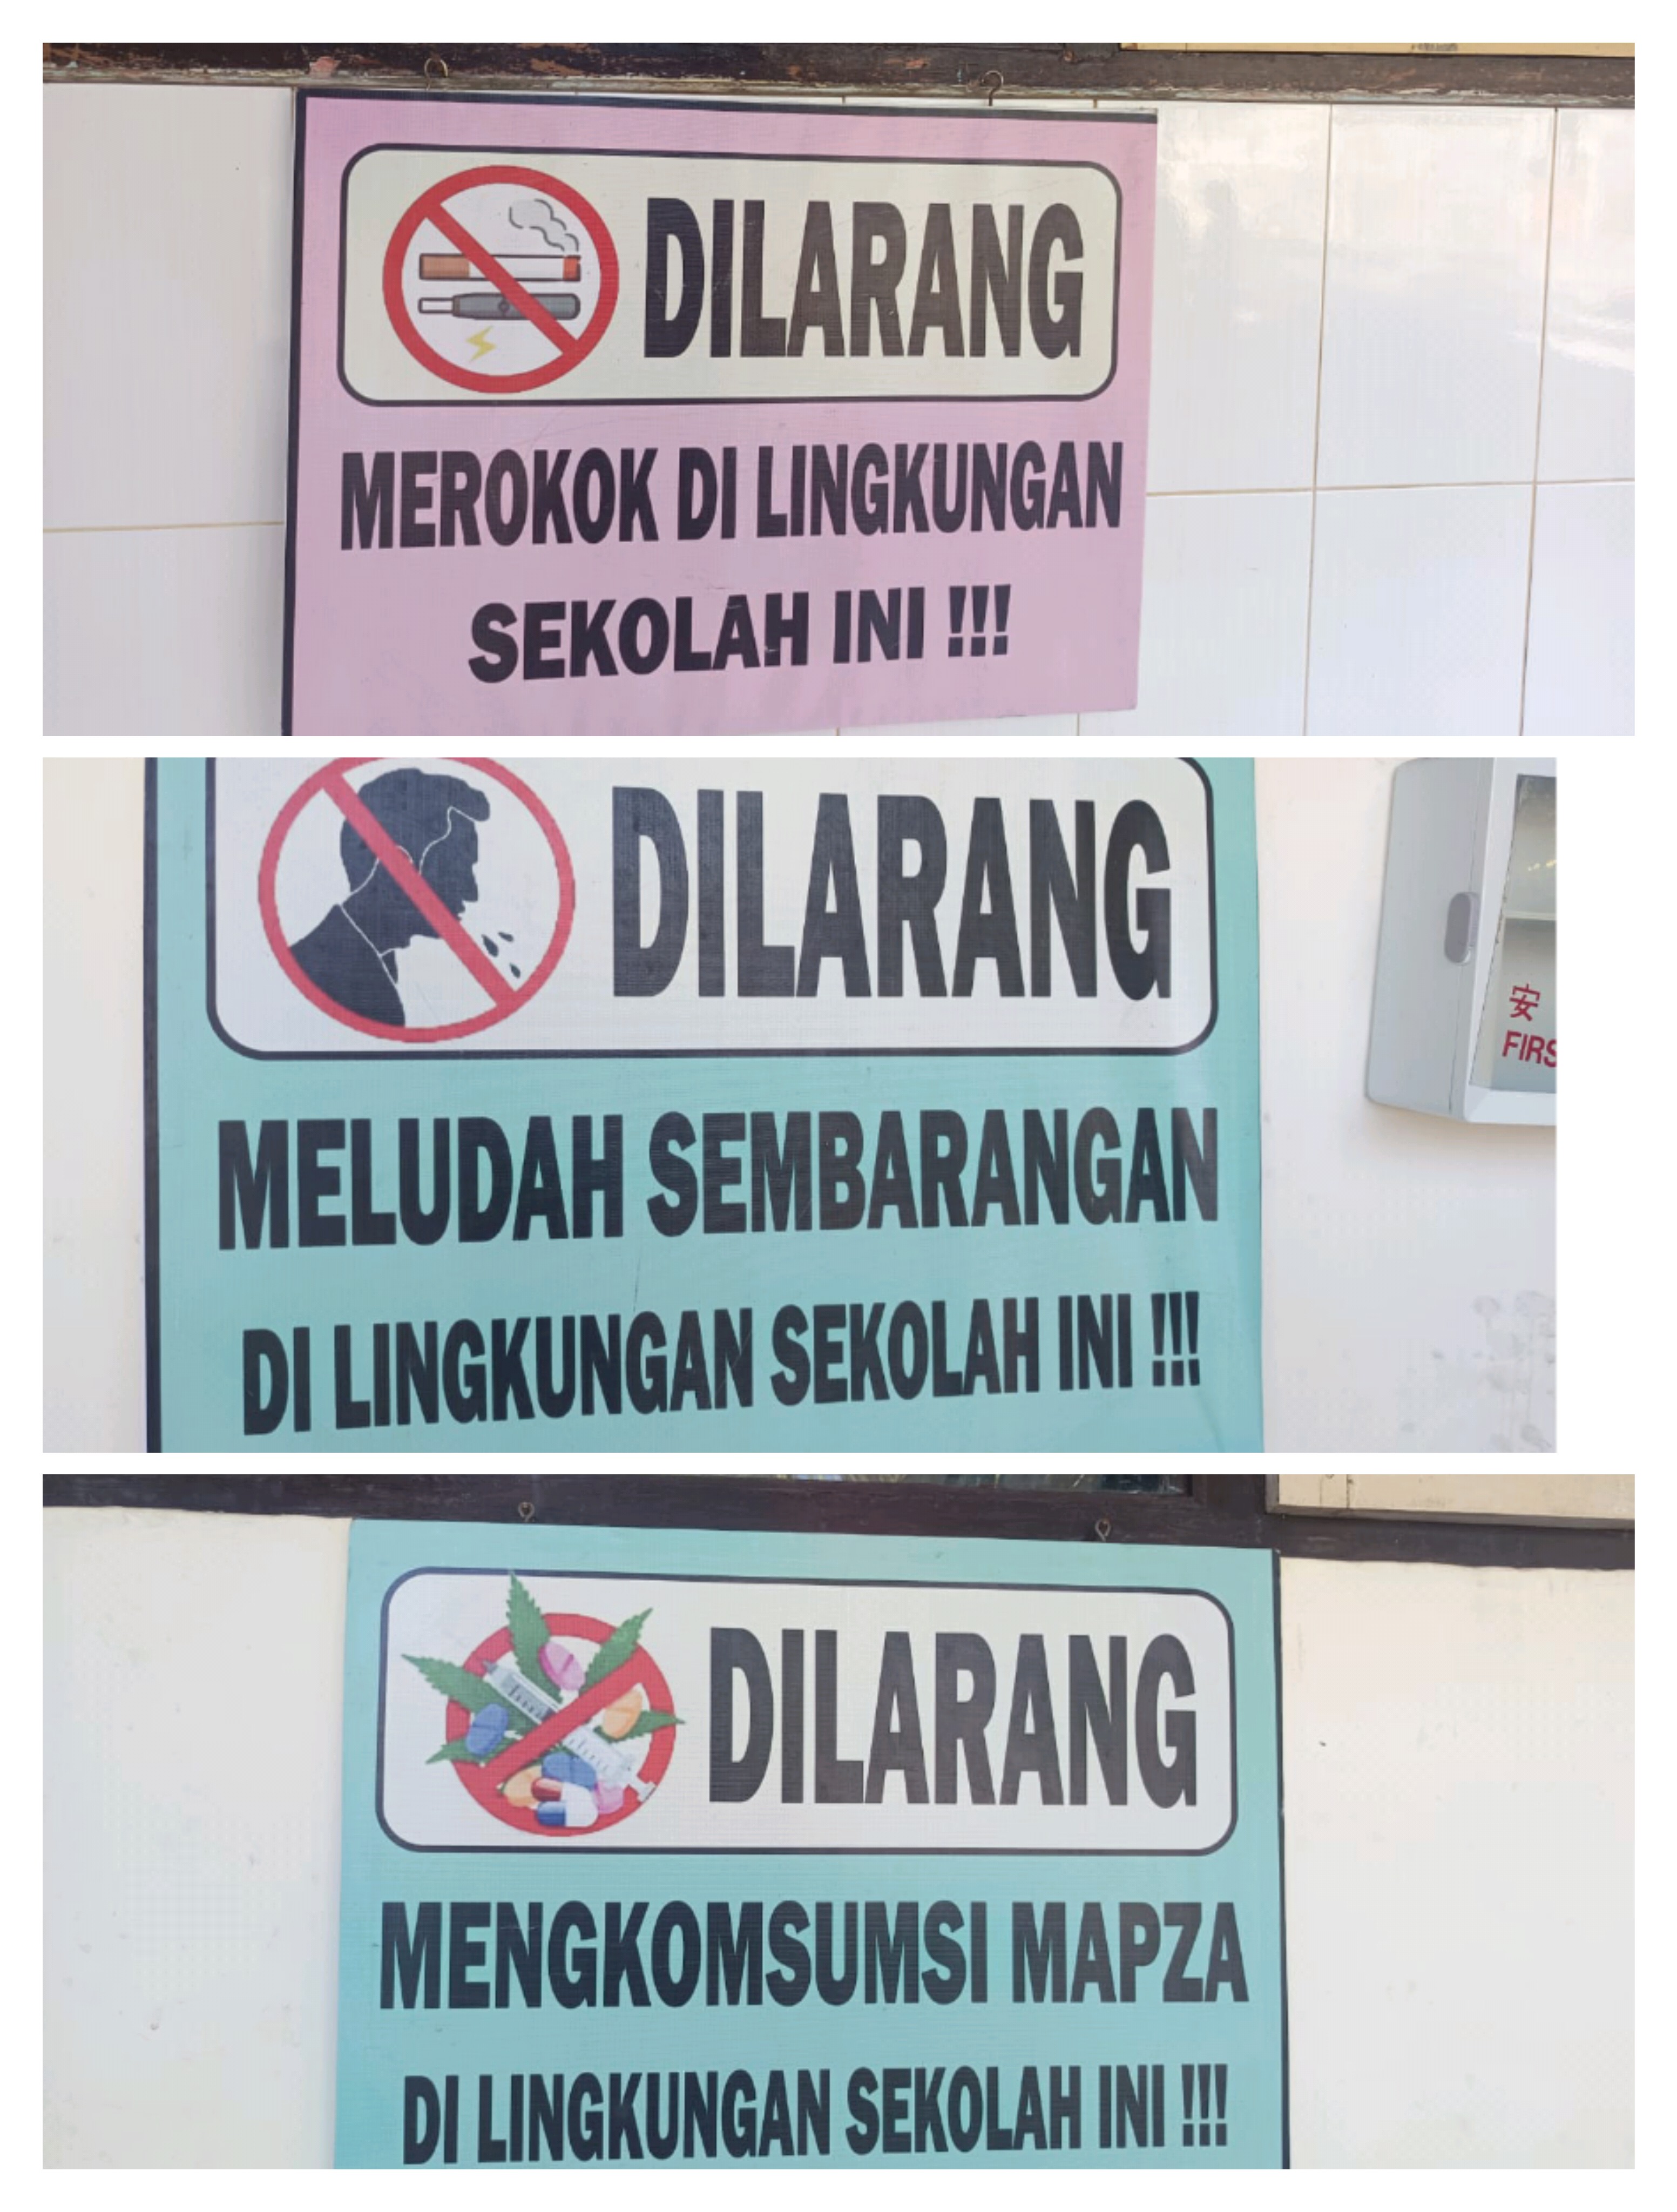 DILARANG
MEROKOK DI LINGKUNGAN
SEKOLAH INI !!!
DILARANG
MELUDAH SEMBARANGAN
DI LINGKUNGAN SEKOLAH INI !!!
安
FIRS
DILARANG
MENGKOMSUMSI MAPZA
DI LINGKUNGAN SEKOLAH INI !!!